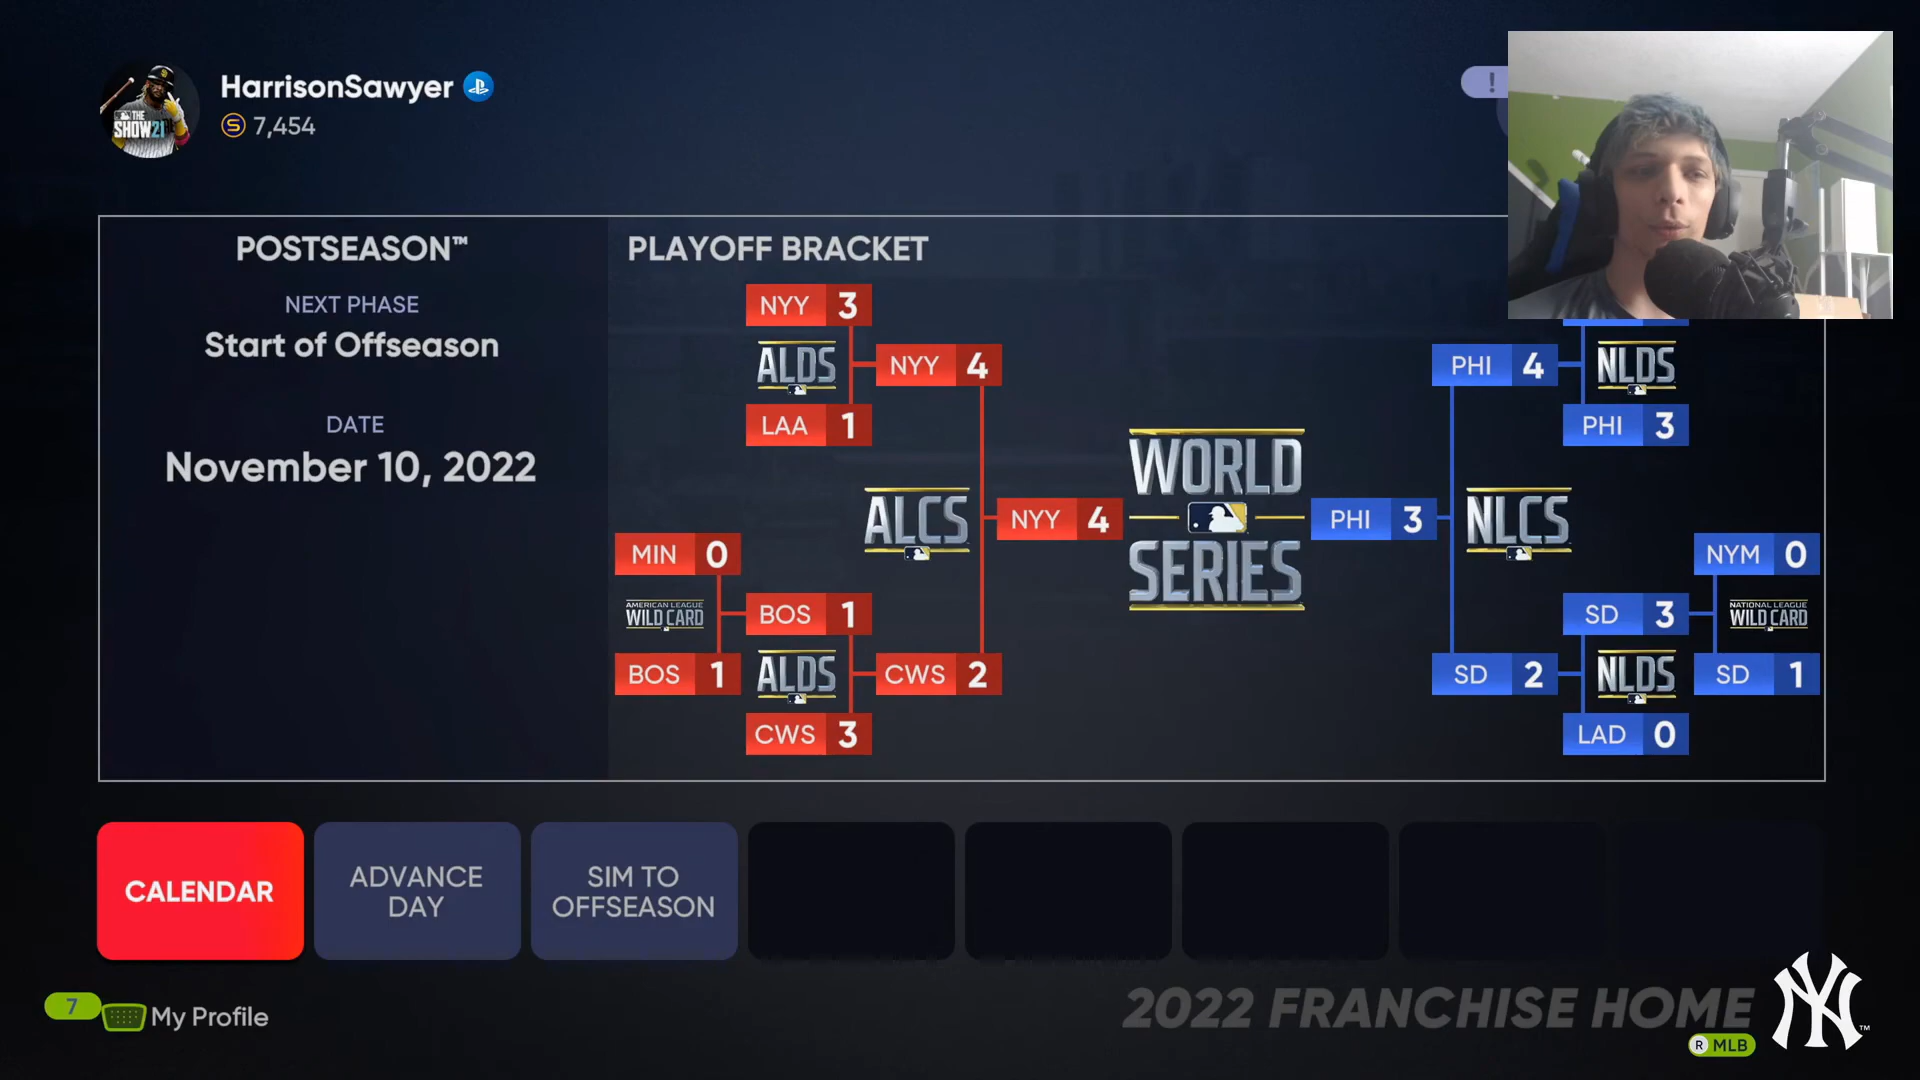 HarrisonSawyer
7,454
THE
SHOW21
!
POSTSEASON™
NEXT PHASE
Start of Offseason
DATE
November 10, 2022
PLAYOFF BRACKET
NYY 3
ALDS
LAA 1
NYY 4
ALCS
MIN 0
AMERICAN LEAGUE
WILD CARD
BOS 1
BOS 1
ALDS
CWS 3
CWS 2
NYY 4
WORLD
SERIES
PHI 3
PHI 4
NLDS
PHI 3
NLCS
NYM 0
NATIONAL LEAGUE
WILD CARD
SD 1
SD 3
NLDS
LAD 0
SD 2
CALENDAR
ADVANCE
DAY
SIM TO
OFFSEASON
7
My Profile
2022 FRANCHISE HOME
NY™
R MLB